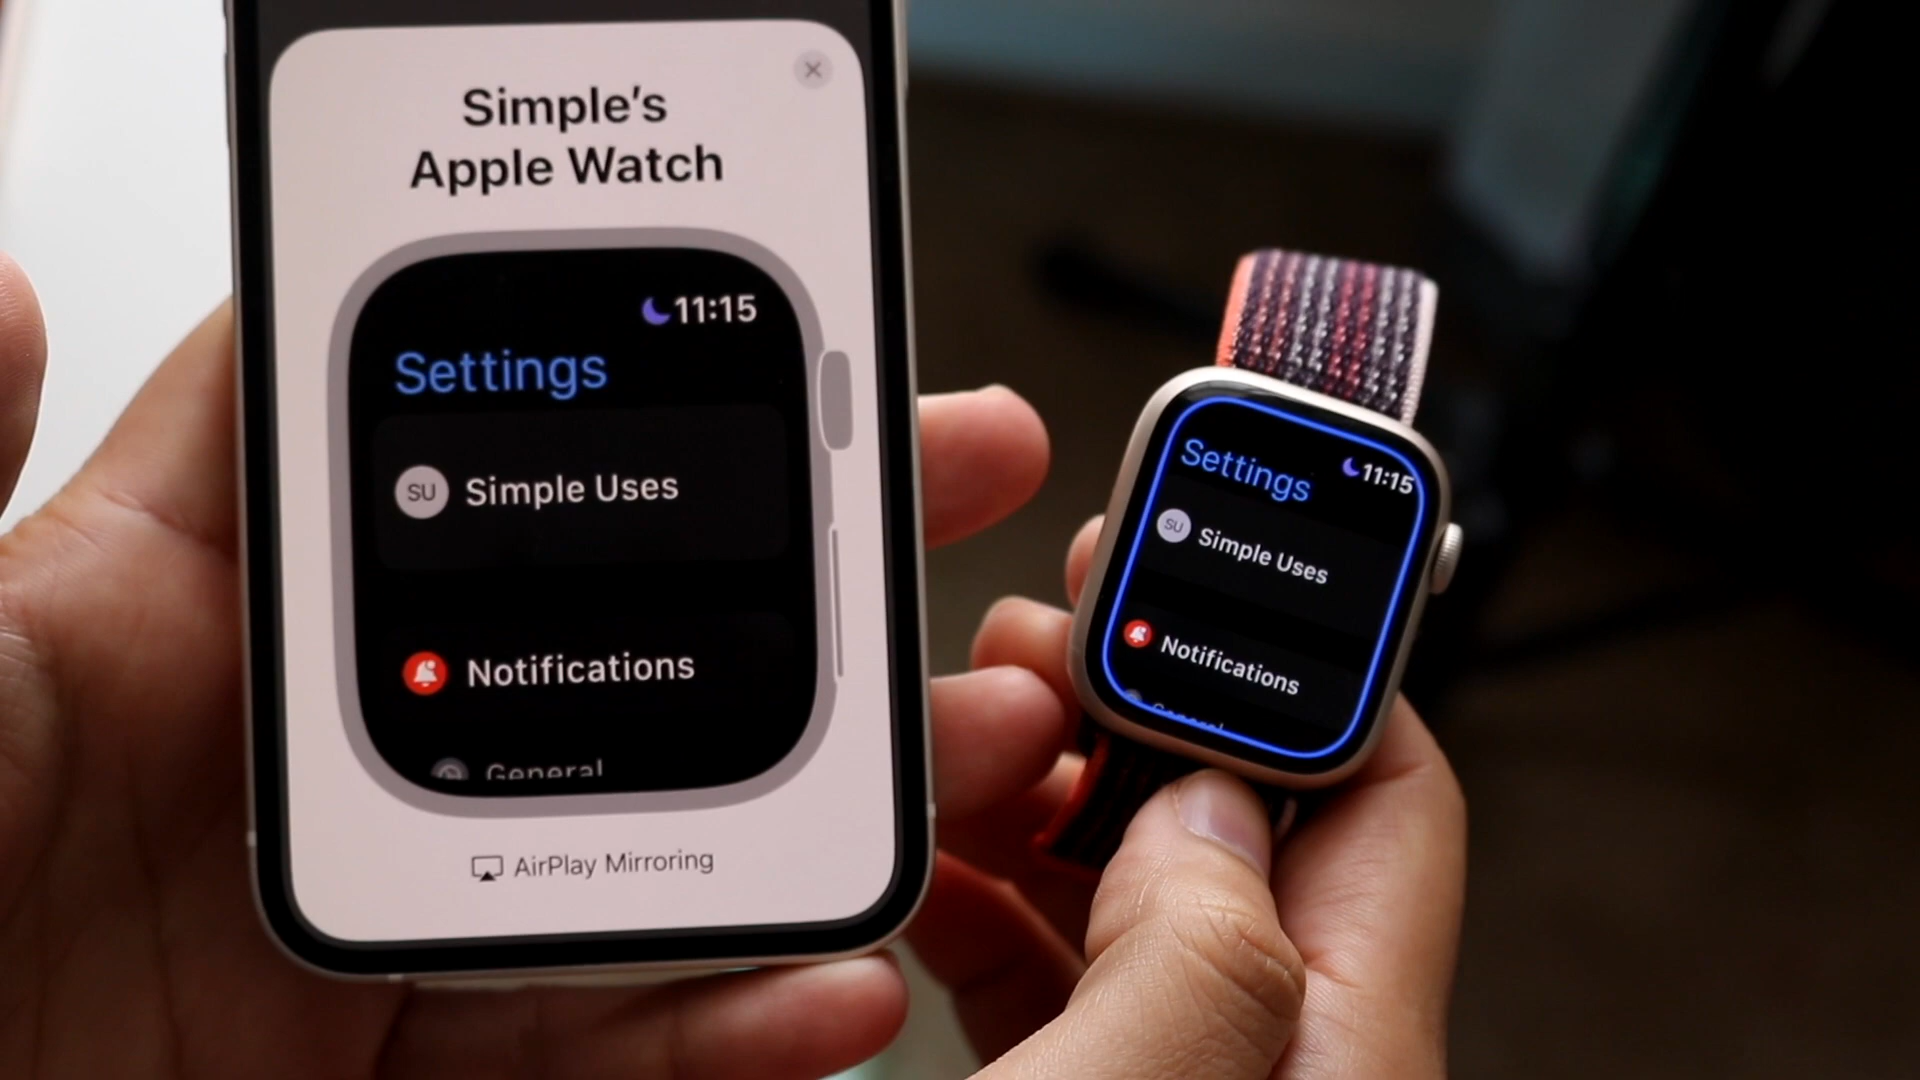 Simple's
Apple Watch
11:15
Settings
SU Simple Uses
Notifications
General
AirPlay Mirroring
Settings 11:15
SU Simple Uses
Notifications
General